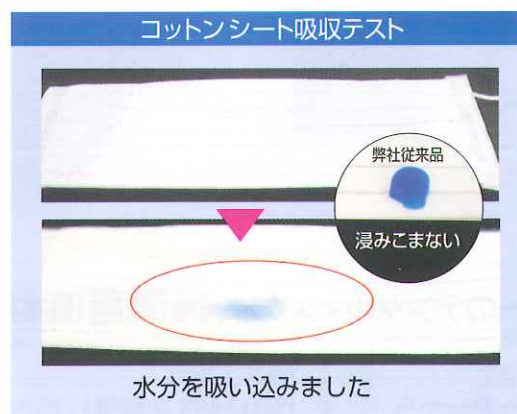 コットンシート吸収テスト
弊社従来品
浸みこまない
水分を吸い込みました